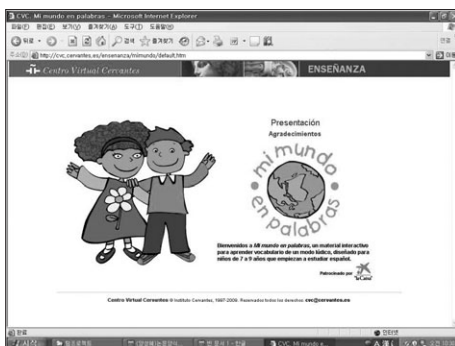 CVC. Mi mundo en palabras - Microsoft Internet Explorer
http://cvc.cervantes.es/ensenanza/mimundo/default.htm
Centro Virtual Cervantes
ENSEÑANZA
Presentación
Agradecimientos
mi mundo
en palabras
Bienvenidos a Mi mundo en palabras, un material interactivo
para aprender vocabulario de un modo lúdico, diseñado para
niños de 7 a 9 años que empiezan a estudiar español.
Patrocinado por "la Caixa"
Centro Virtual Cervantes © Instituto Cervantes, 1997-2009. Reservados todos los derechos. cvc@cervantes.es